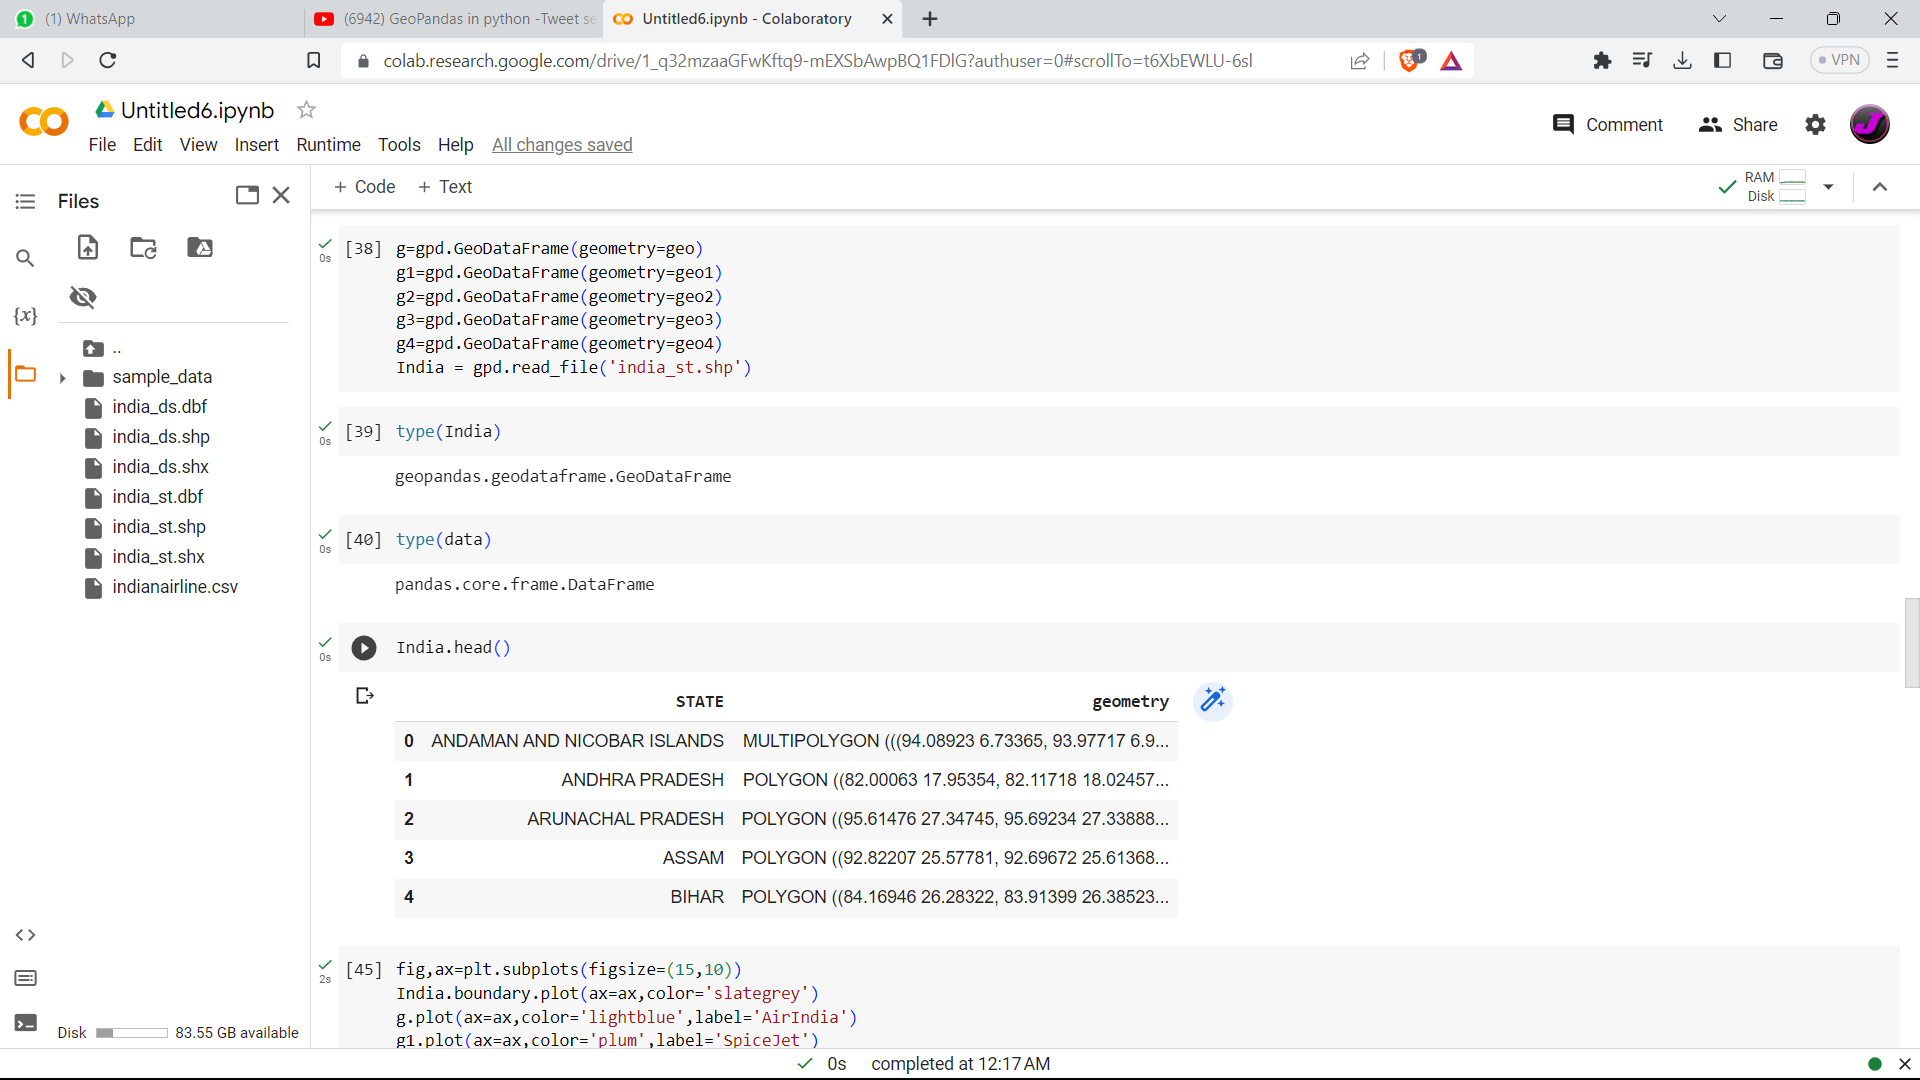 (1) WhatsApp
(6942) GeoPandas in python -Tweet se
Untitled6.ipynb - Colaboratory
colab.research.google.com/drive/1_q32mzaaGFwKftq9-mEXSbAwpBQ1FDlG?authuser=0#scrollTo=t6XbEWLU-6sl
1
VPN
Untitled6.ipynb
File Edit View Insert Runtime Tools Help All changes saved
Comment
Share
Files
+ Code + Text
RAM
Disk
..
sample_data
india_ds.dbf
india_ds.shp
india_ds.shx
india_st.dbf
india_st.shp
india_st.shx
indianairline.csv
Disk 83.55 GB available
{x}
0s
[38] g=gpd.GeoDataFrame(geometry=geo)
g1=gpd.GeoDataFrame(geometry=geo1)
g2=gpd.GeoDataFrame(geometry=geo2)
g3=gpd.GeoDataFrame(geometry=geo3)
g4=gpd.GeoDataFrame(geometry=geo4)
India = gpd.read_file('india_st.shp')
0s
[39] type(India)
geopandas.geodataframe.GeoDataFrame
0s
[40] type(data)
pandas.core.frame.DataFrame
0s
India.head()
STATE geometry
0 ANDAMAN AND NICOBAR ISLANDS MULTIPOLYGON (((94.08923 6.73365, 93.97717 6.9...
1 ANDHRA PRADESH POLYGON ((82.00063 17.95354, 82.11718 18.02457...
2 ARUNACHAL PRADESH POLYGON ((95.61476 27.34745, 95.69234 27.33888...
3 ASSAM POLYGON ((92.82207 25.57781, 92.69672 25.61368...
4 BIHAR POLYGON ((84.16946 26.28322, 83.91399 26.38523...
2s
[45] fig,ax=plt.subplots(figsize=(15,10))
India.boundary.plot(ax=ax,color='slategrey')
g.plot(ax=ax,color='lightblue',label='AirIndia')
g1.plot(ax=ax,color='plum',label='SpiceJet')
0s completed at 12:17 AM